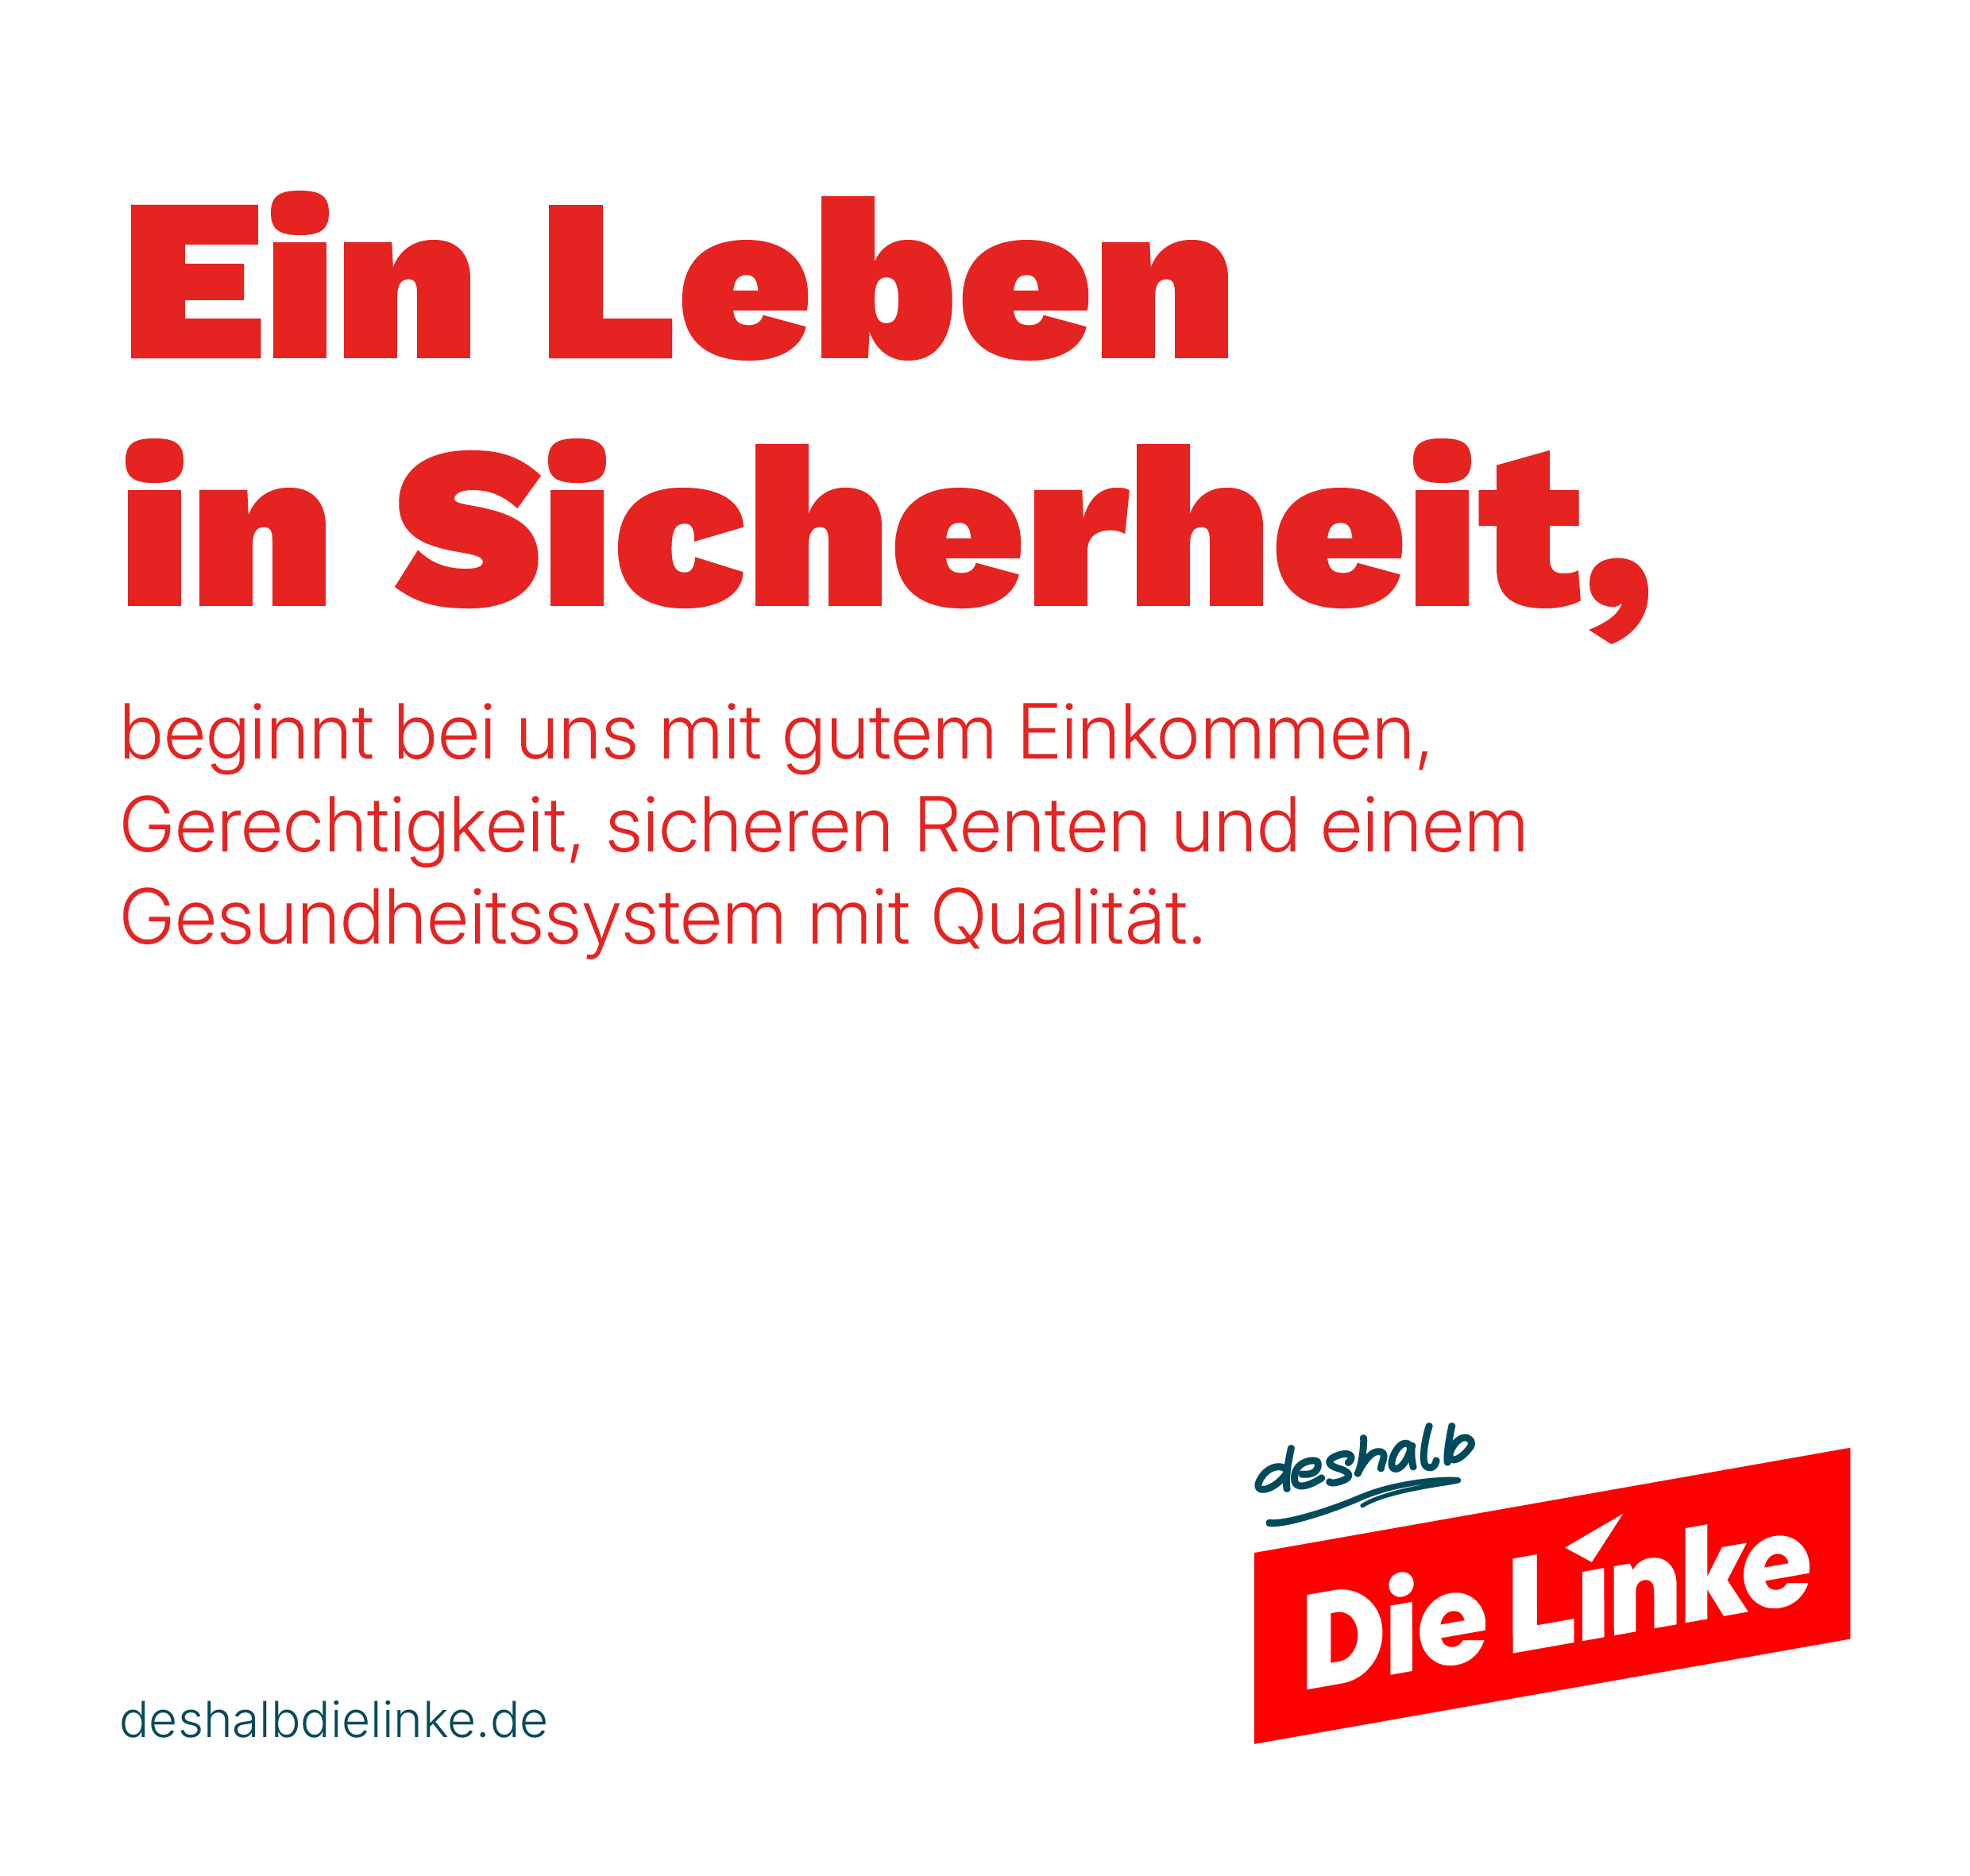 Ein Leben
in Sicherheit,
beginnt bei uns mit gutem Einkommen,
Gerechtigkeit, sicheren Renten und einem
Gesundheitssystem mit Qualität.
deshalb
Die Linke
deshalbdielinke.de